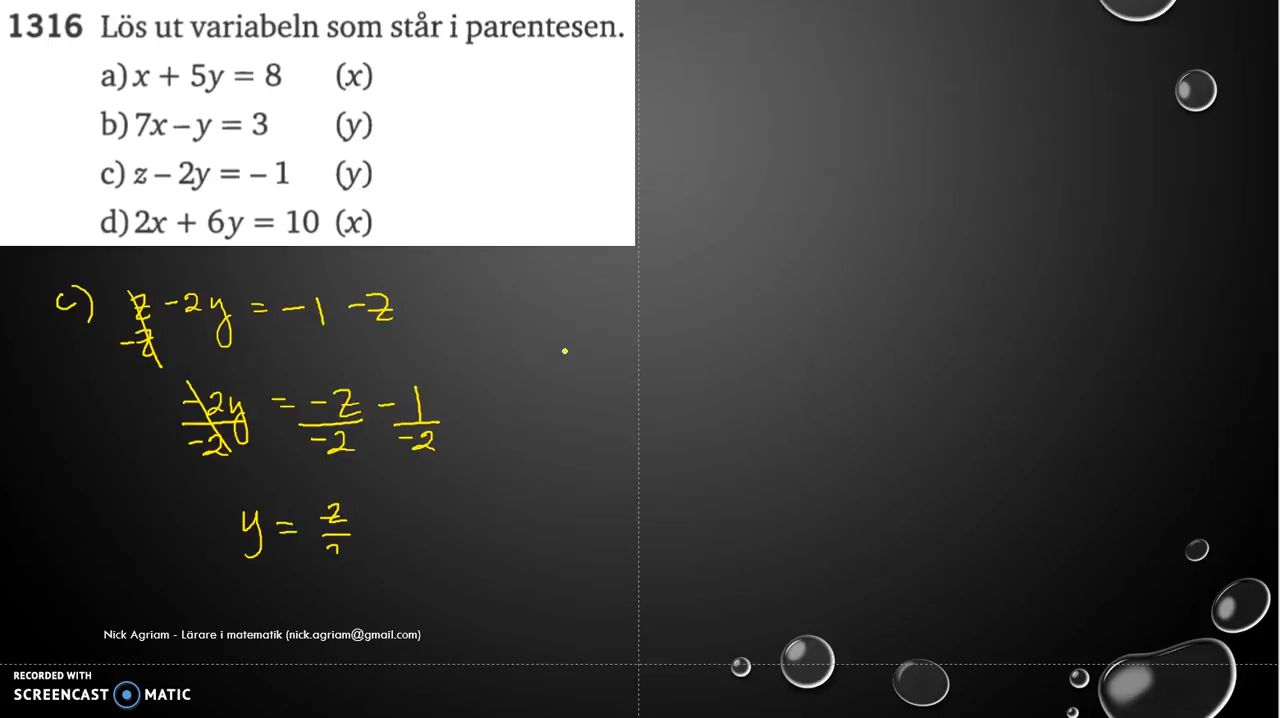 1316 Lös ut variabeln som står i parentesen.
a) x + 5y = 8 (x)
b) 7x – y = 3 (y)
c) z – 2y = – 1 (y)
d) 2x + 6y = 10 (x)
c) z - 2y = -1 - z
-z
-2y/-2 = -z/-2 - 1/-2
y = z/2
Nick Agriam - Lärare i matematik (nick.agriam@gmail.com)
RECORDED WITH
SCREENCAST MATIC